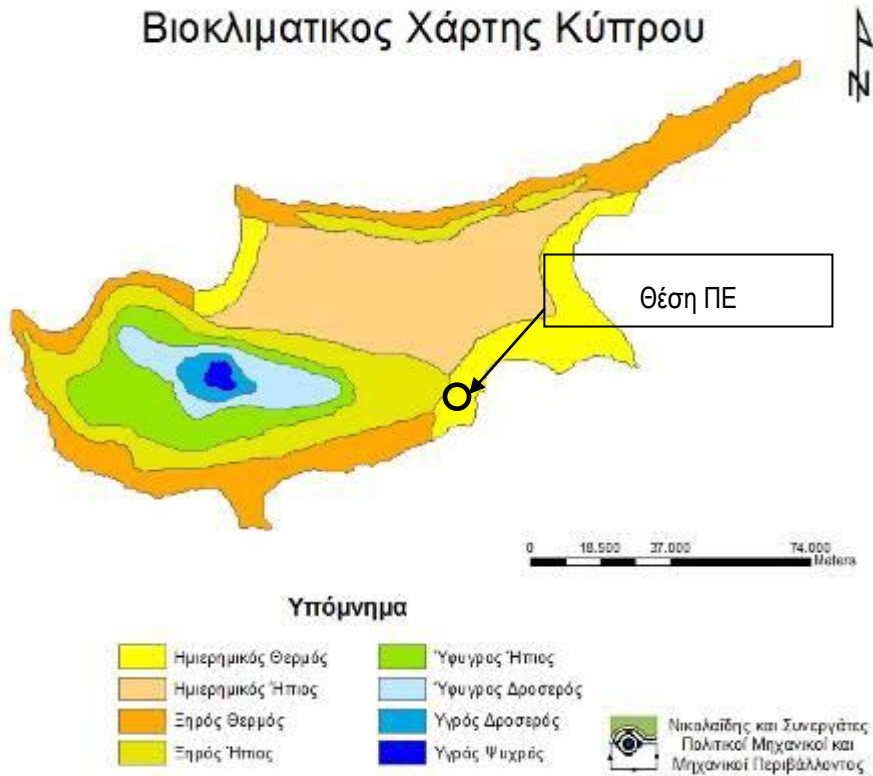 Βιοκλιματικος Χάρτης Κύπρου
N
Θέση ΠΕ
0 18.500 37.000 74.000
Meters
Υπόμνημα
Ημιερημικός Θερμός
Ημιερημικός Ήπιος
Ξηρός Θερμός
Ξηρός Ήπιος
Ύφυγρος Ήπιος
Ύφυγρος Δροσερός
Υγρός Δροσερός
Υγρός Ψυχρός
Νικολαΐδης και Συνεργάτες
Πολιτικοί Μηχανικοί και
Μηχανικοί Περιβάλλοντος